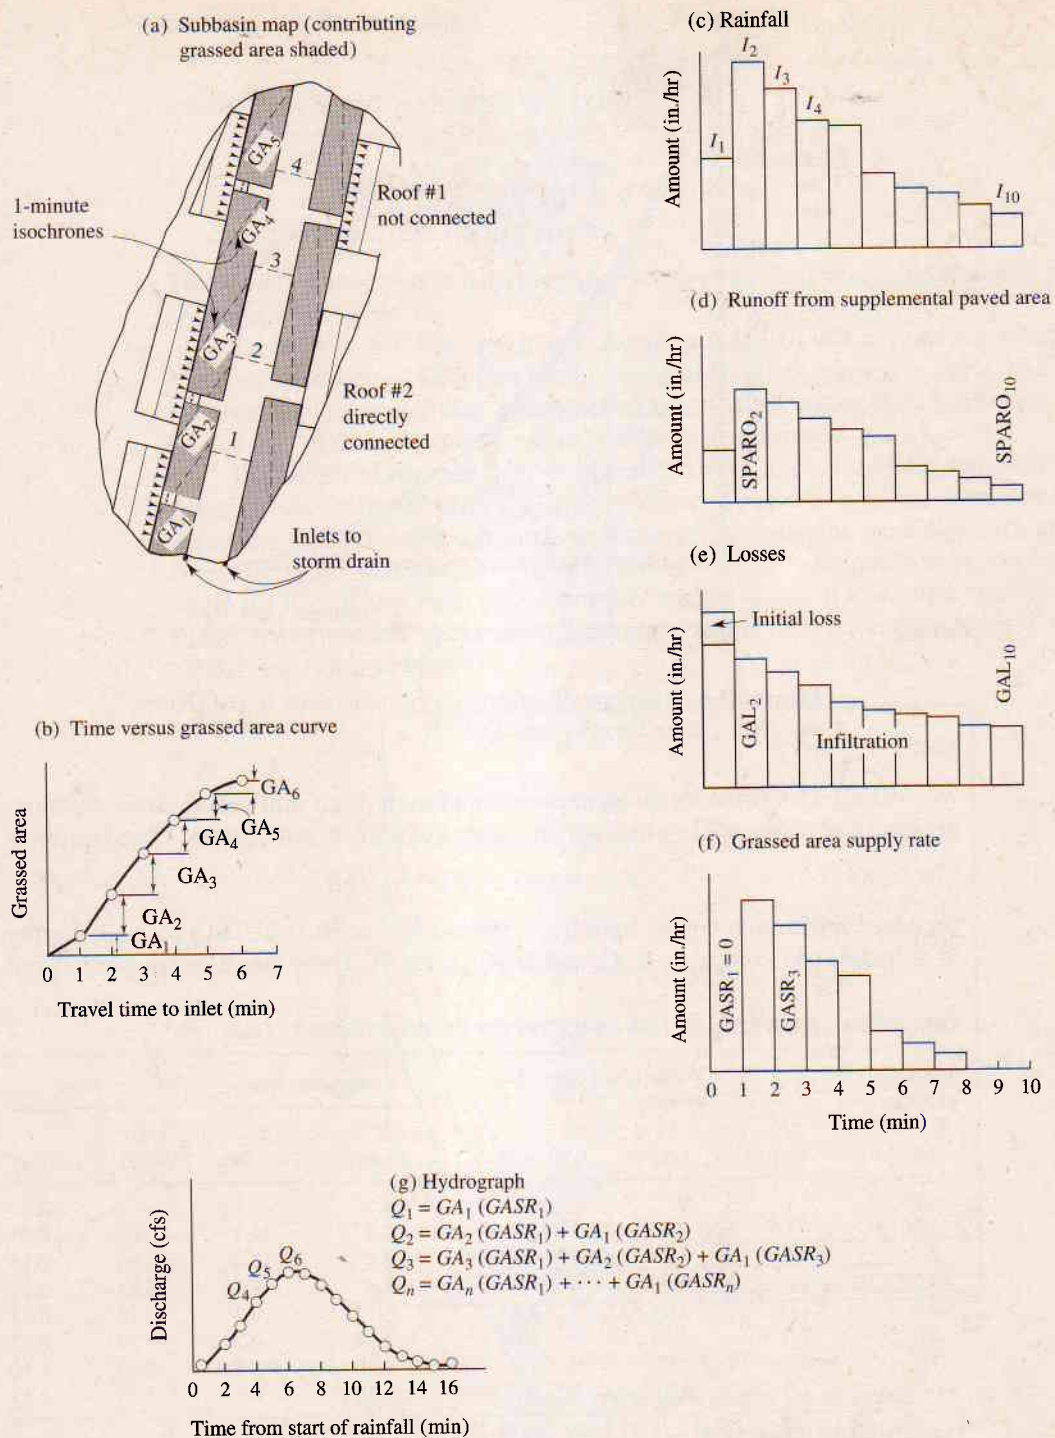 (a) Subbasin map (contributing
grassed area shaded)
GA5
4
GA4
1-minute
isochrones
Roof #1
not connected
3
GA3
2
Roof #2
directly
connected
GA2
1
GA1
Inlets to
storm drain
(b) Time versus grassed area curve
Grassed area
GA6
GA5
GA4
GA3
GA2
GA1
0 1 2 3 4 5 6 7
Travel time to inlet (min)
(c) Rainfall
Amount (in./hr)
I1
I2
I3
I4
I10
(d) Runoff from supplemental paved area
Amount (in./hr)
SPARO2
SPARO10
(e) Losses
Amount (in./hr)
Initial loss
GAL2
Infiltration
GAL10
(f) Grassed area supply rate
Amount (in./hr)
GASR1 = 0
GASR3
0 1 2 3 4 5 6 7 8 9 10
Time (min)
(g) Hydrograph
Q1 = GA1 (GASR1)
Q2 = GA2 (GASR1) + GA1 (GASR2)
Q3 = GA3 (GASR1) + GA2 (GASR2) + GA1 (GASR3)
Qn = GAn (GASR1) + · · · + GA1 (GASRn)
Discharge (cfs)
Q4
Q5
Q6
0 2 4 6 8 10 12 14 16
Time from start of rainfall (min)